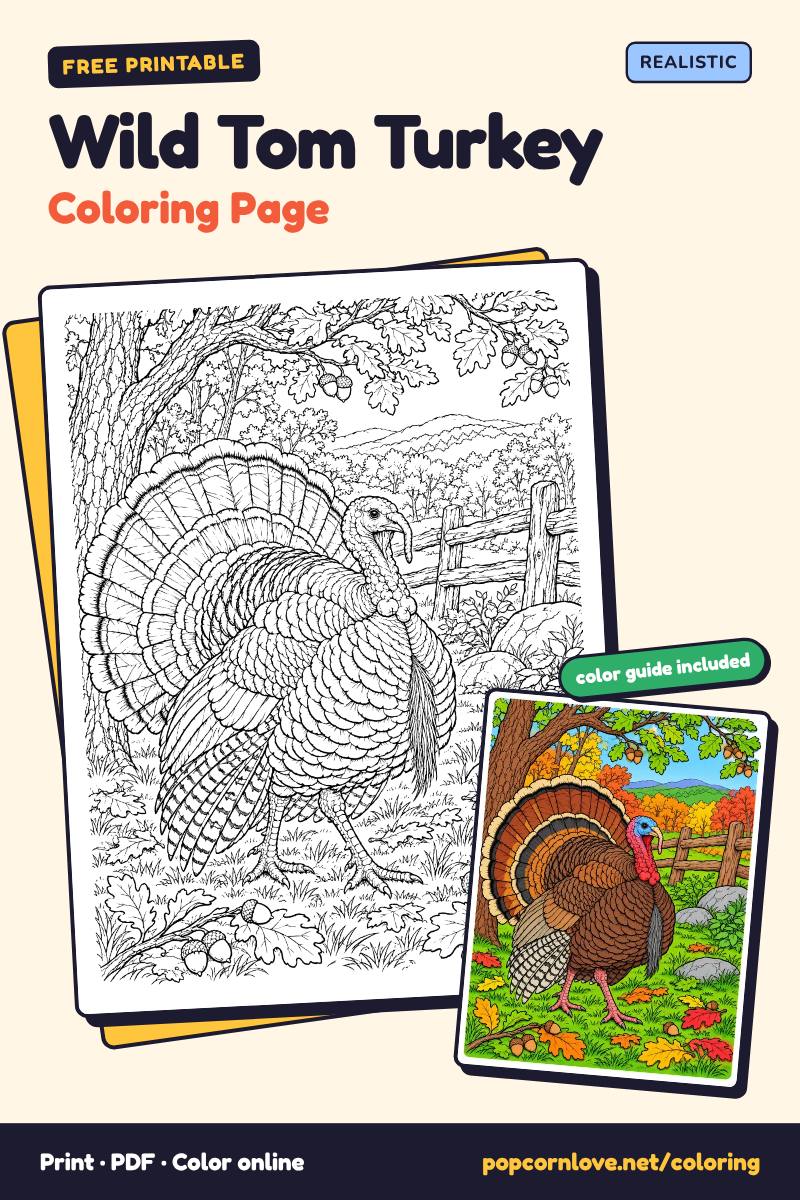 FREE PRINTABLE
REALISTIC
Wild Tom Turkey
Coloring Page
color guide included
Print · PDF · Color online
popcornlove.net/coloring